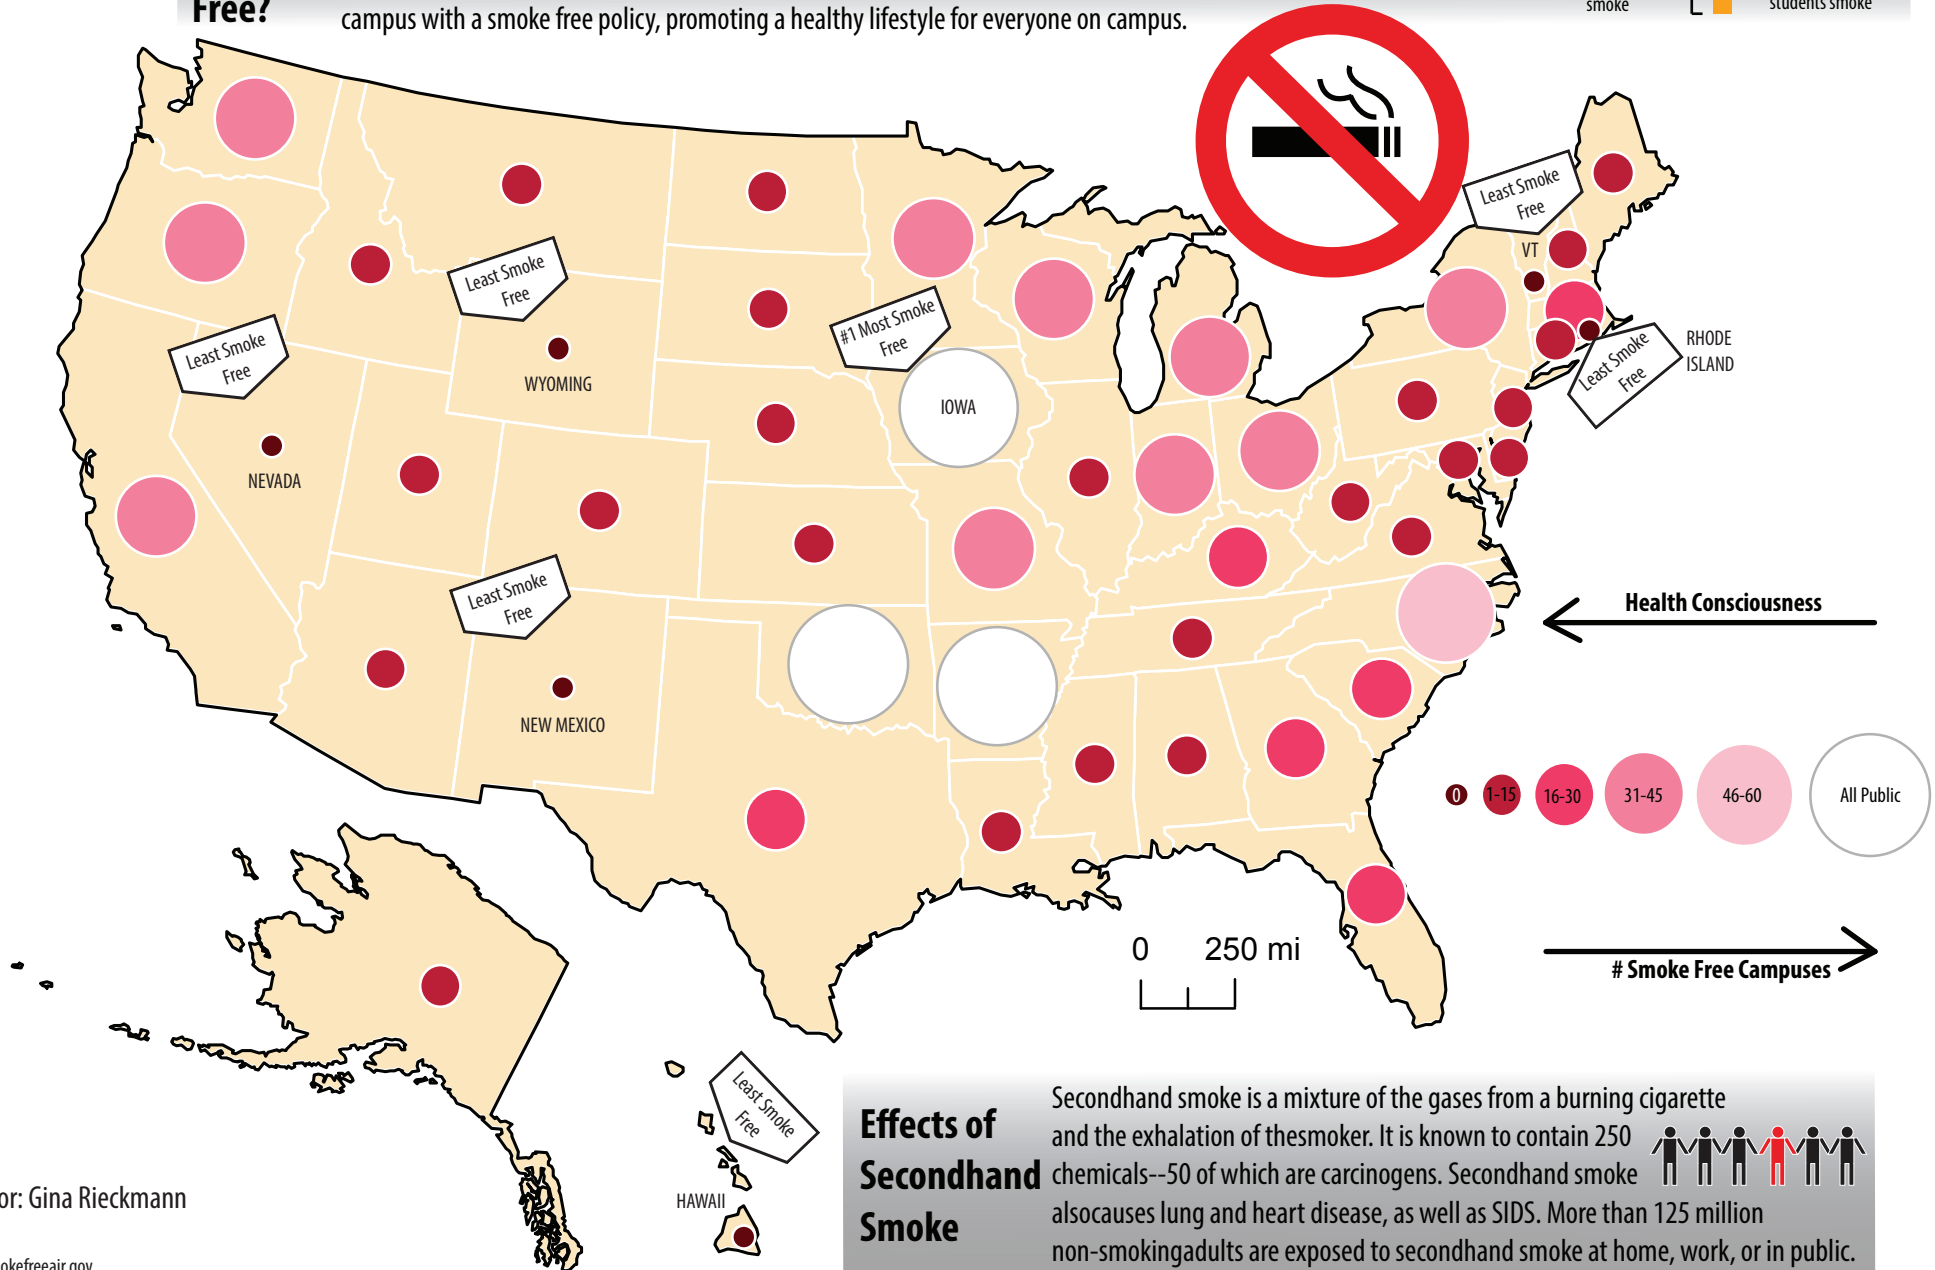 Free?
campus with a smoke free policy, promoting a healthy lifestyle for everyone on campus.
smoke
students smoke
Least Smoke
Free
VT
Least Smoke
Free
#1 Most Smoke
Free
Least Smoke
Free
RHODE
ISLAND
Least Smoke
Free
WYOMING
IOWA
NEVADA
Least Smoke
Free
NEW MEXICO
Health Consciousness
0
1-15
16-30
31-45
46-60
All Public
0 250 mi
# Smoke Free Campuses
Least Smoke
Free
HAWAII
Effects of
Secondhand
Smoke
Secondhand smoke is a mixture of the gases from a burning cigarette
and the exhalation of thesmoker. It is known to contain 250
chemicals--50 of which are carcinogens. Secondhand smoke
alsocauses lung and heart disease, as well as SIDS. More than 125 million
non-smokingadults are exposed to secondhand smoke at home, work, or in public.
or: Gina Rieckmann
okefreeair.gov